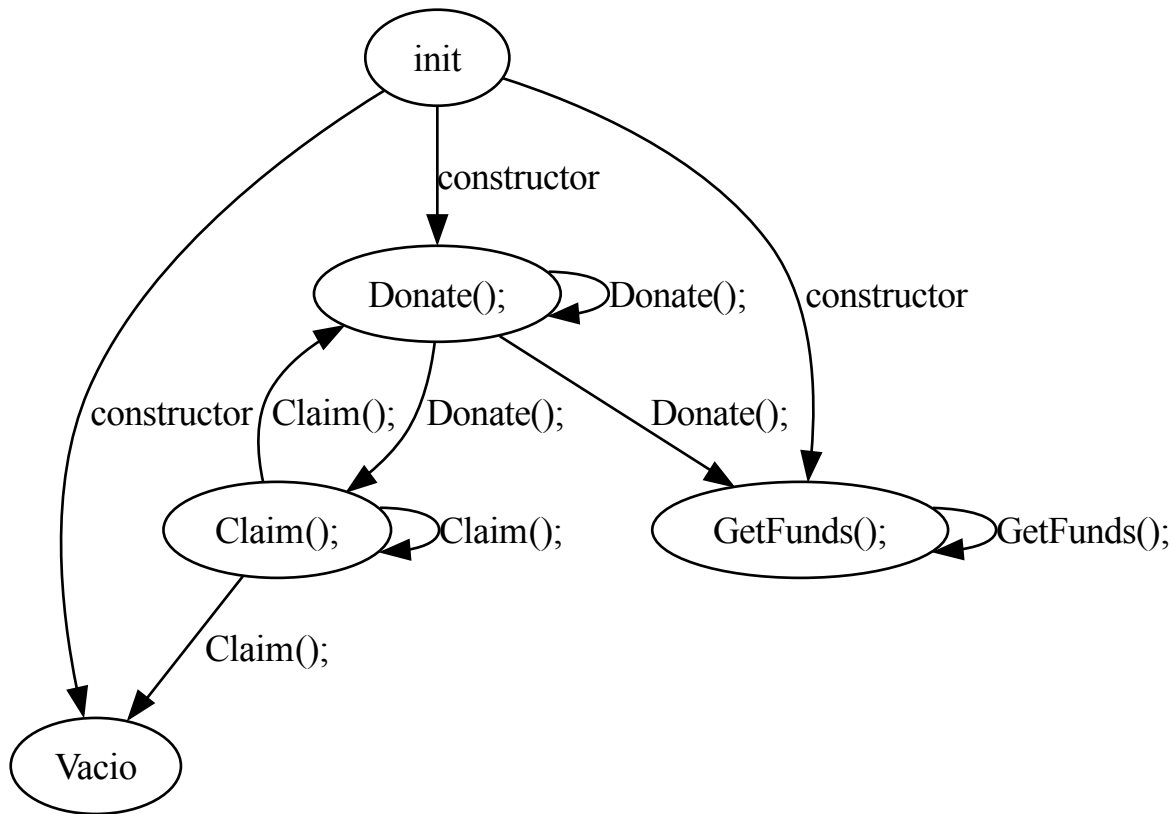 init
constructor
Donate();
Donate();
constructor
constructor
Claim();
Donate();
Donate();
Claim();
Claim();
GetFunds();
GetFunds();
Claim();
Vacio